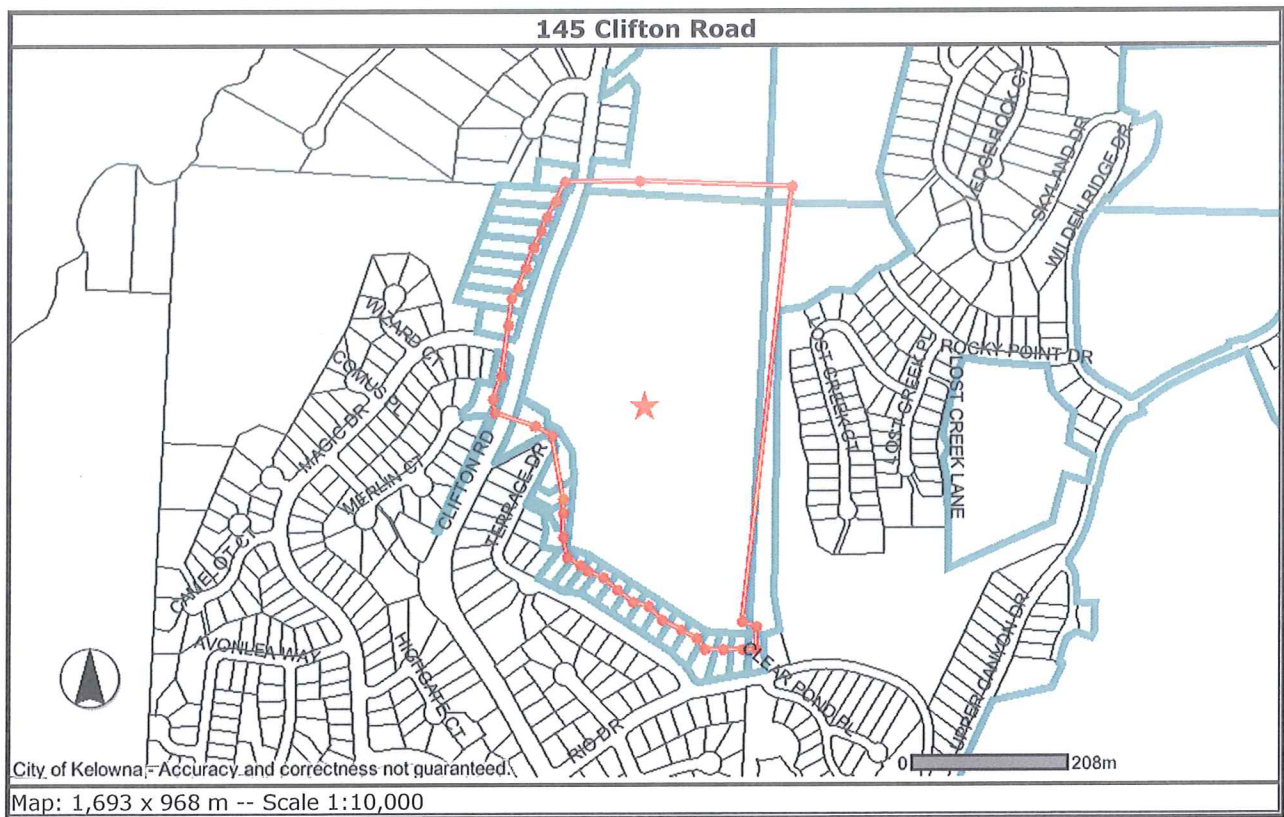 145 Clifton Road
LEDGE ROCK CT
SKYLAND DR
WILDEN RIDGE DR
WIZARD CT
COMUS PL
MAGIC DR
MERLIN CT
CLIFTON RD
TERRACE DR
CAMELOT CT
AVONLEA WAY
HIGHGATE CT
RIO DR
CLEAR POND PL
UPPER CANYON DR
LOST CREEK CT
LOST CREEK PL
LOST CREEK LANE
ROCKY POINT DR
0 208m
City of Kelowna - Accuracy and correctness not guaranteed.
Map: 1,693 x 968 m -- Scale 1:10,000